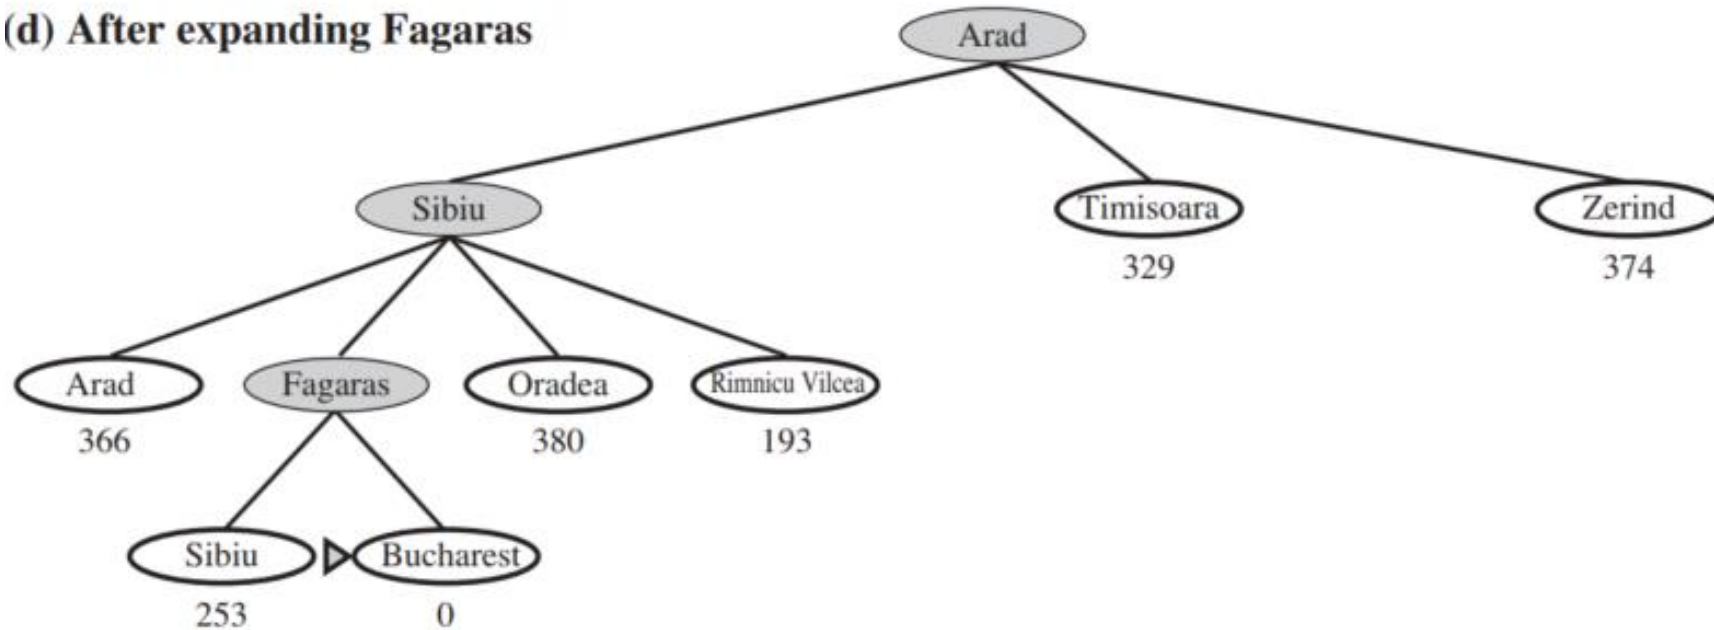 (d) After expanding Fagaras
Arad
Sibiu
Timisoara
Zerind
329
374
Arad
Fagaras
Oradea
Rimnicu Vilcea
366
380
193
Sibiu
Bucharest
253
0